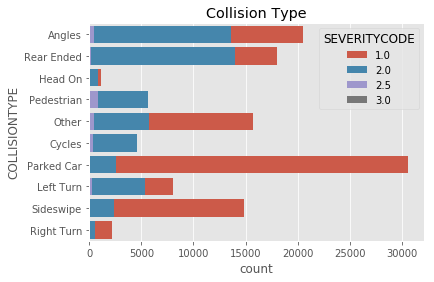 Collision Type
SEVERITYCODE
1.0
2.0
2.5
3.0
COLLISIONTYPE
Angles
Rear Ended
Head On
Pedestrian
Other
Cycles
Parked Car
Left Turn
Sideswipe
Right Turn
0 5000 10000 15000 20000 25000 30000
count